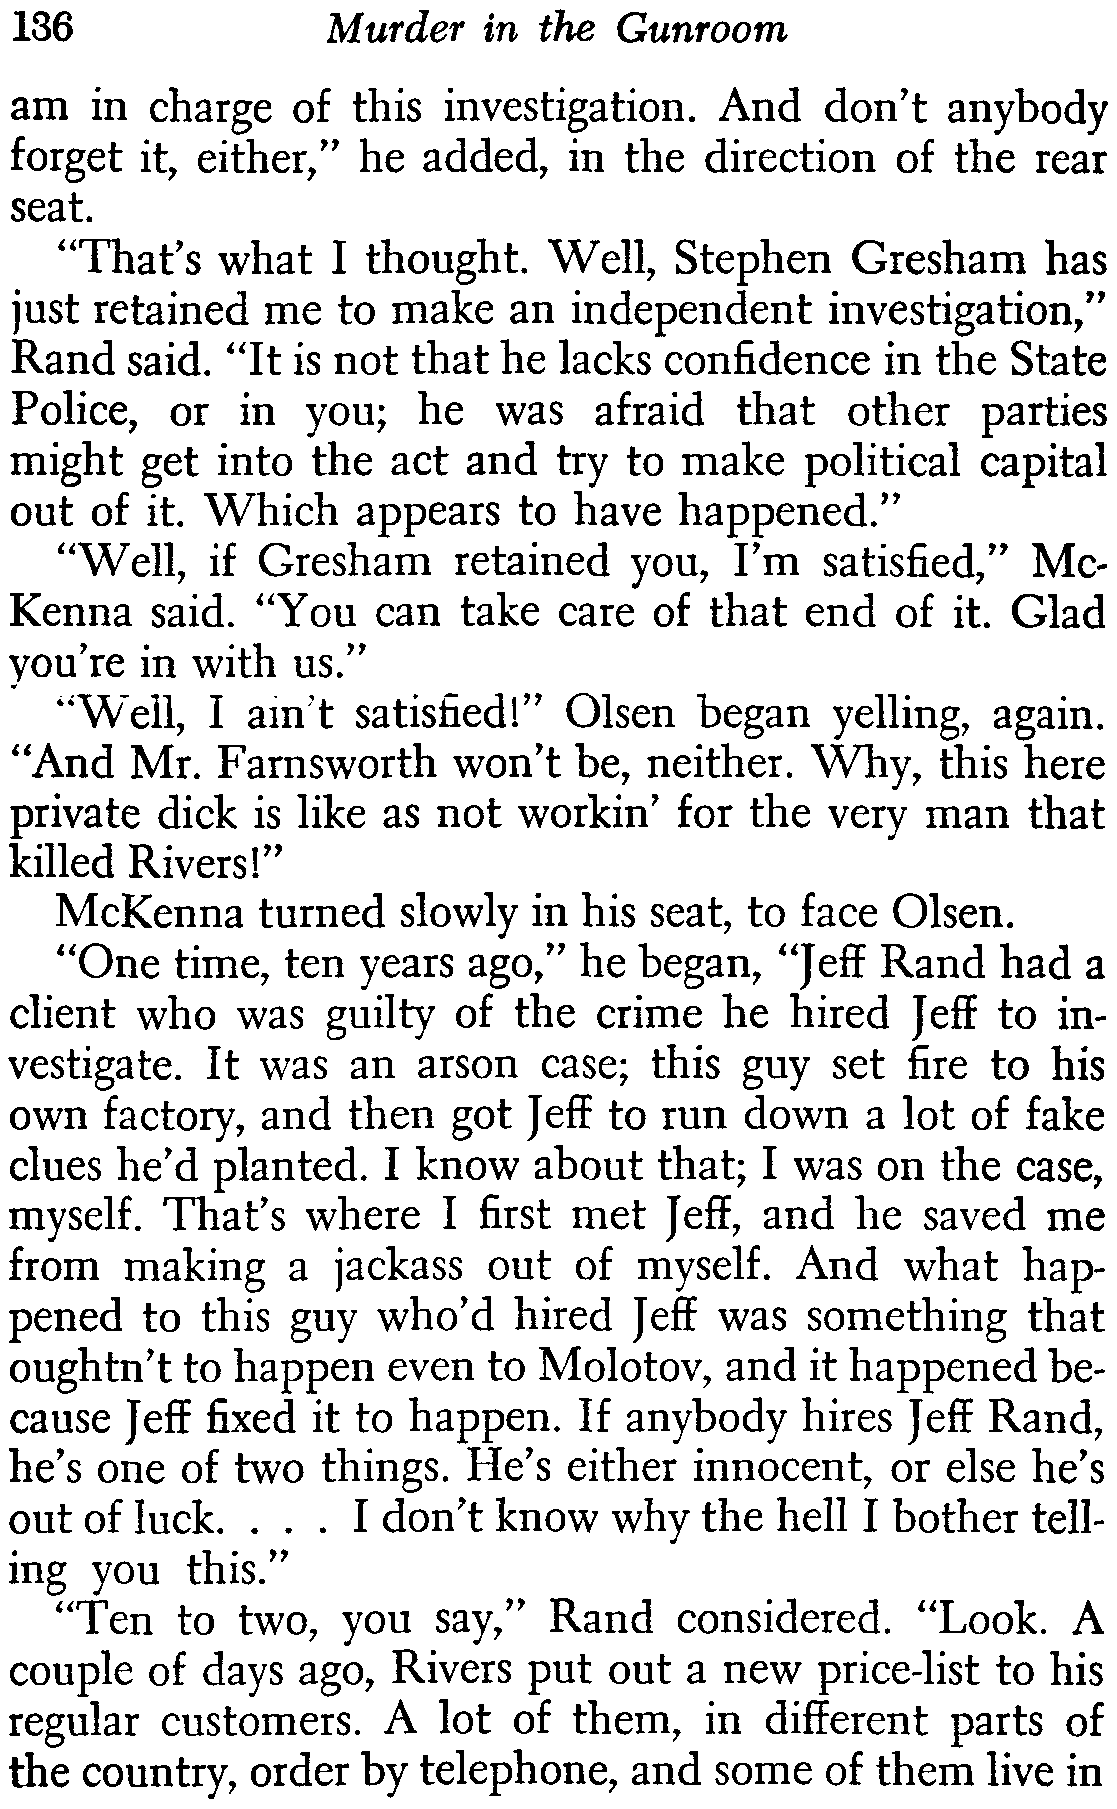 136 Murder in the Gunroom
am in charge of this investigation. And don't anybody
forget it, either," he added, in the direction of the rear
seat.
"That's what I thought. Well, Stephen Gresham has
just retained me to make an independent investigation,"
Rand said. "It is not that he lacks confidence in the State
Police, or in you; he was afraid that other parties
might get into the act and try to make political capital
out of it. Which appears to have happened."
"Well, if Gresham retained you, I'm satisfied," Mc-
Kenna said. "You can take care of that end of it. Glad
you're in with us."
"Well, I ain't satisfied!" Olsen began yelling, again.
"And Mr. Farnsworth won't be, neither. Why, this here
private dick is like as not workin' for the very man that
killed Rivers!"
McKenna turned slowly in his seat, to face Olsen.
"One time, ten years ago," he began, "Jeff Rand had a
client who was guilty of the crime he hired Jeff to in-
vestigate. It was an arson case; this guy set fire to his
own factory, and then got Jeff to run down a lot of fake
clues he'd planted. I know about that; I was on the case,
myself. That's where I first met Jeff, and he saved me
from making a jackass out of myself. And what hap-
pened to this guy who'd hired Jeff was something that
oughtn't to happen even to Molotov, and it happened be-
cause Jeff fixed it to happen. If anybody hires Jeff Rand,
he's one of two things. He's either innocent, or else he's
out of luck. . . . I don't know why the hell I bother tell-
ing you this."
"Ten to two, you say," Rand considered. "Look. A
couple of days ago, Rivers put out a new price-list to his
regular customers. A lot of them, in different parts of
the country, order by telephone, and some of them live in